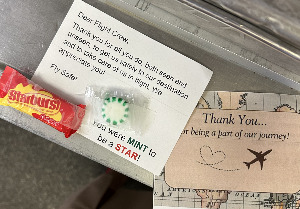 Dear Flight Crew,
Thank you for all you do, both seen and
unseen, to get us safely to our destination
and to take care of us in flight. We
appreciate you!
Fly Safe!
Starburst
you were MINT to
be a STAR!
Thank You...
for being a part of our journey!